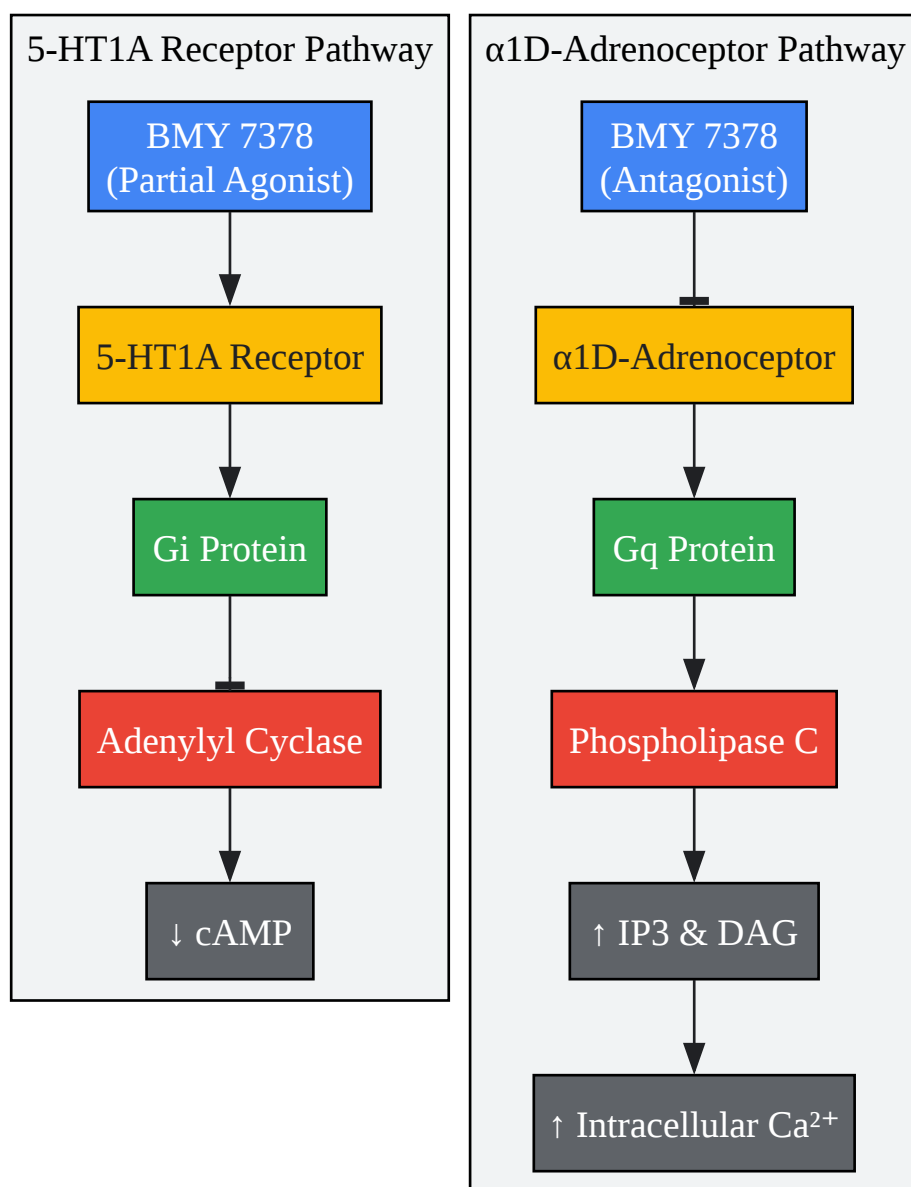 5-HT1A Receptor Pathway
BMY 7378
(Partial Agonist)
5-HT1A Receptor
Gi Protein
Adenylyl Cyclase
↓ cAMP
α1D-Adrenoceptor Pathway
BMY 7378
(Antagonist)
α1D-Adrenoceptor
Gq Protein
Phospholipase C
↑ IP3 & DAG
↑ Intracellular Ca²⁺